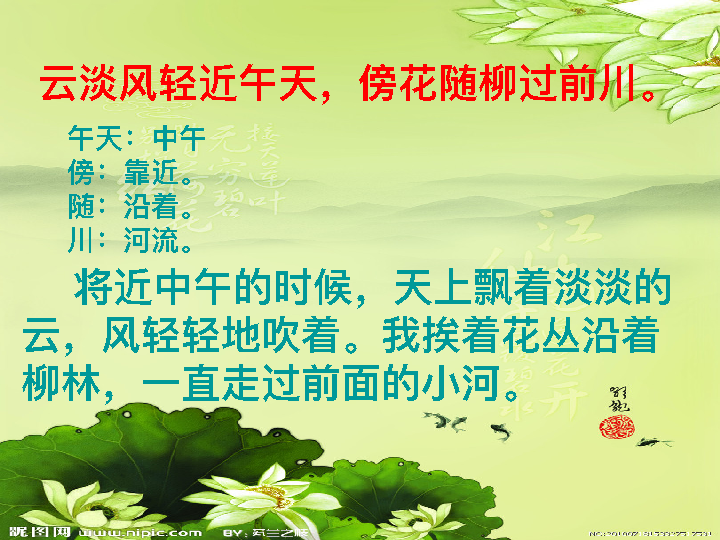 云淡风轻近午天，傍花随柳过前川。
午天：中午
傍：靠近。
随：沿着。
川：河流。
将近中午的时候，天上飘着淡淡的
云，风轻轻地吹着。我挨着花丛沿着
柳林，一直走过前面的小河。
昵图网 www.nipic.com